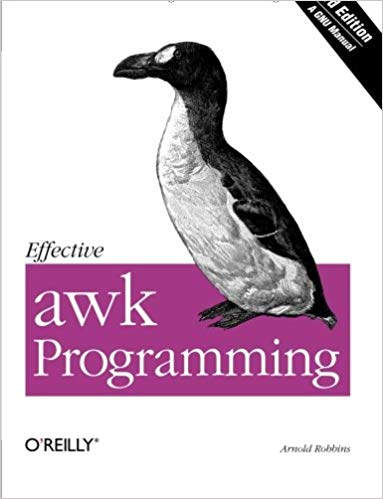 Edition
A GNU Manual
Effective
awk
Programming
O'REILLY®
Arnold Robbins